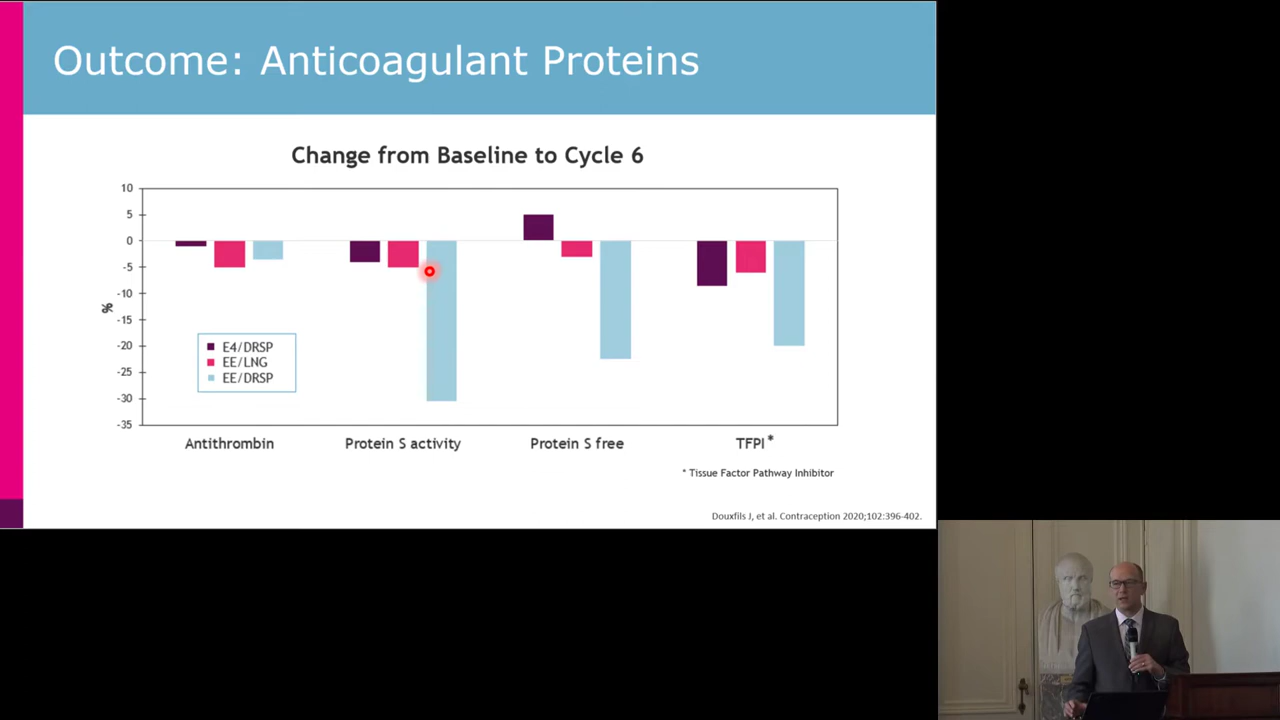 Outcome: Anticoagulant Proteins
Change from Baseline to Cycle 6
10
5
0
-5
-10
-15
-20
-25
-30
-35
%
E4/DRSP
EE/LNG
EE/DRSP
Antithrombin
Protein S activity
Protein S free
TFPI*
* Tissue Factor Pathway Inhibitor
Douxfils J, et al. Contraception 2020;102:396-402.